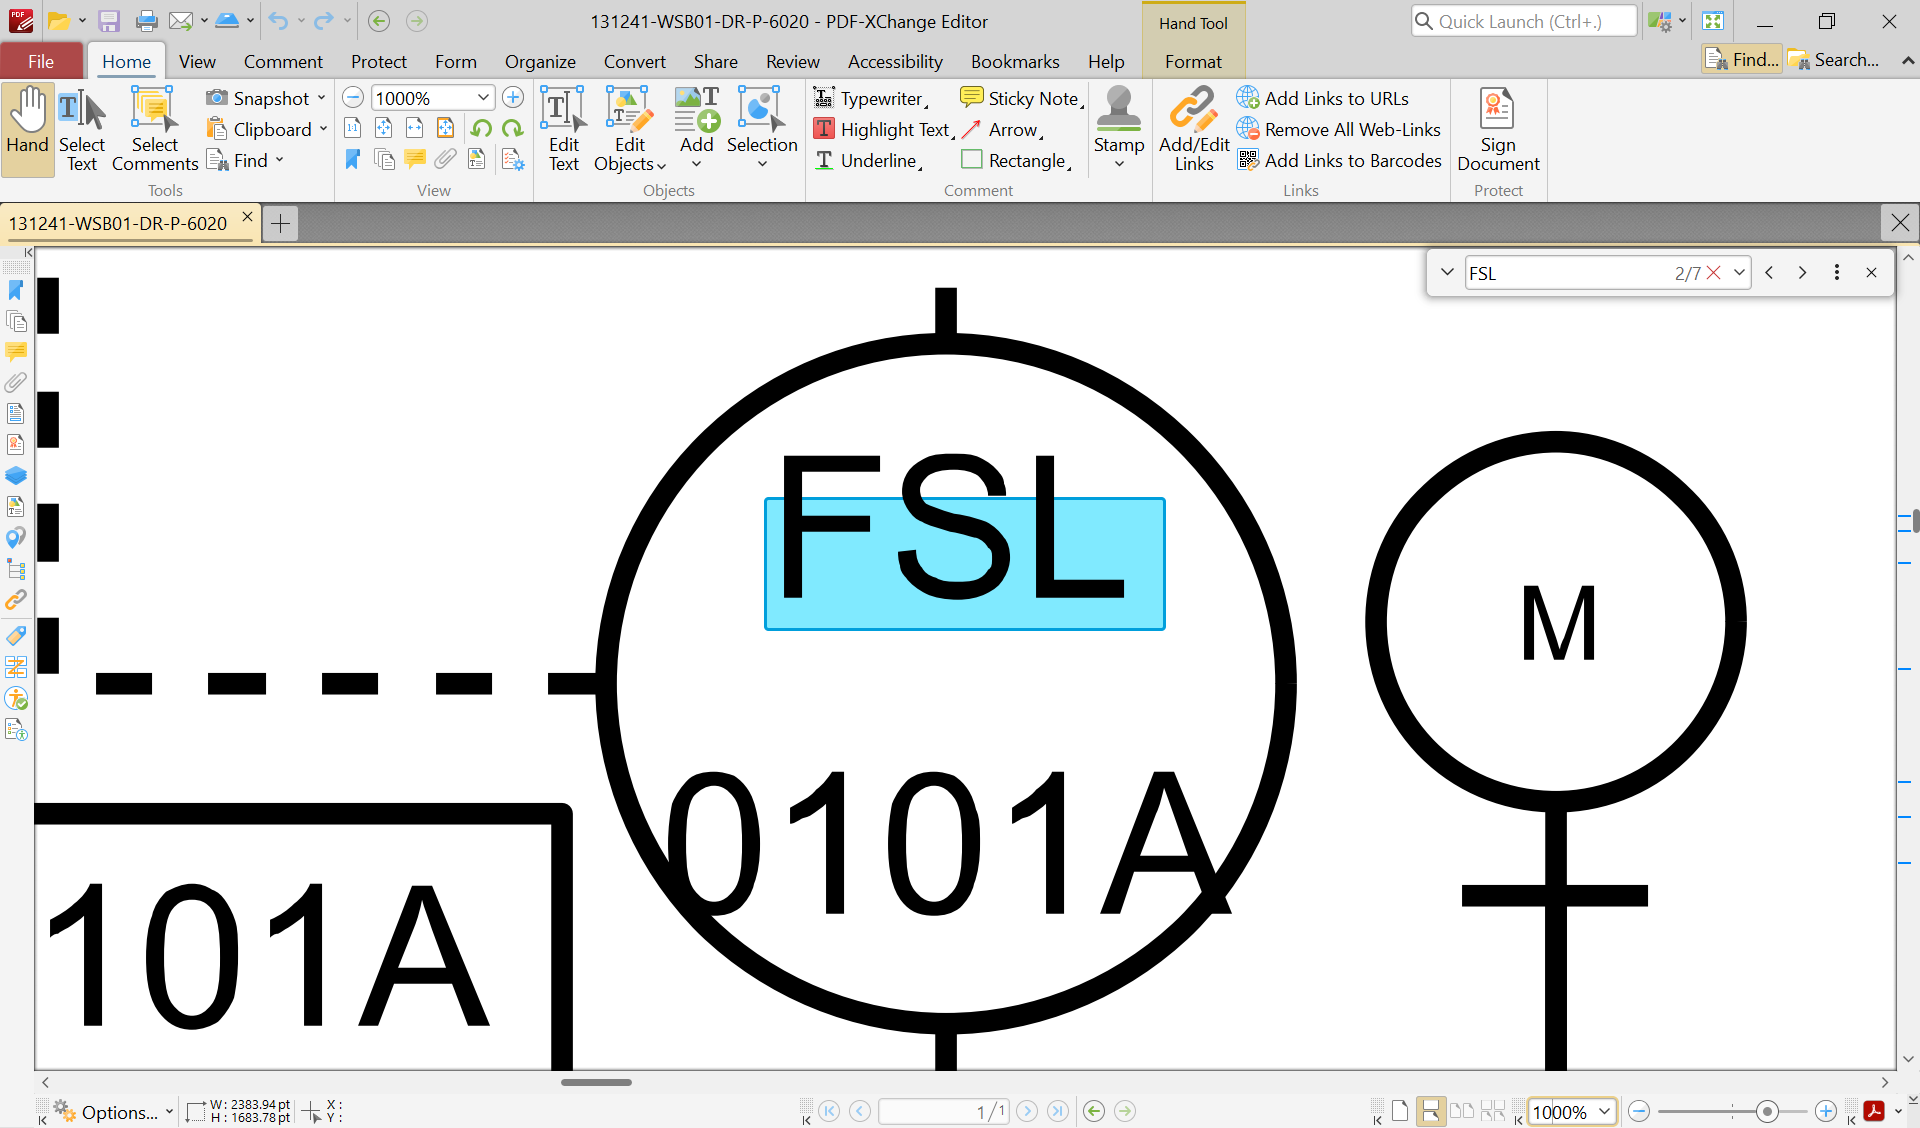 131241-WSB01-DR-P-6020 - PDF-XChange Editor
Hand Tool
Quick Launch (Ctrl+.)
File
Home
View
Comment
Protect
Form
Organize
Convert
Share
Review
Accessibility
Bookmarks
Help
Format
Find...
Search...
Hand
Select Text
Select Comments
Snapshot
Clipboard
Find
Tools
1000%
View
Edit Text
Edit Objects
Add
Selection
Objects
Typewriter
Highlight Text
Underline
Sticky Note
Arrow
Rectangle
Comment
Stamp
Add/Edit Links
Add Links to URLs
Remove All Web-Links
Add Links to Barcodes
Links
Sign Document
Protect
131241-WSB01-DR-P-6020
FSL
2/7
FSL
0101A
M
101A
Options...
W: 2383.94 pt
H: 1683.78 pt
X:
Y:
1/1
1000%